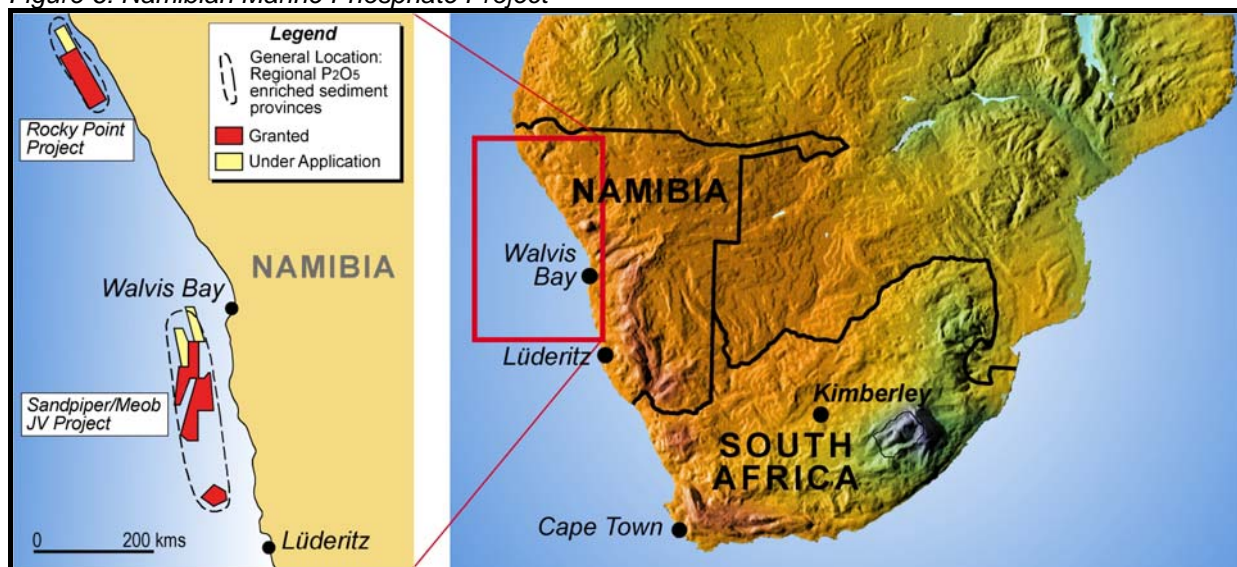 Figure Namibian Marine Phosphate Project
Legend
General Location:
Regional P2O5
enriched sediment
provinces
Granted
Under Application
Rocky Point
Project
NAMIBIA
Walvis Bay
Sandpiper/Meob
JV Project
0 200 kms
Lüderitz
NAMIBIA
Walvis
Bay
Lüderitz
Kimberley
SOUTH
AFRICA
Cape Town